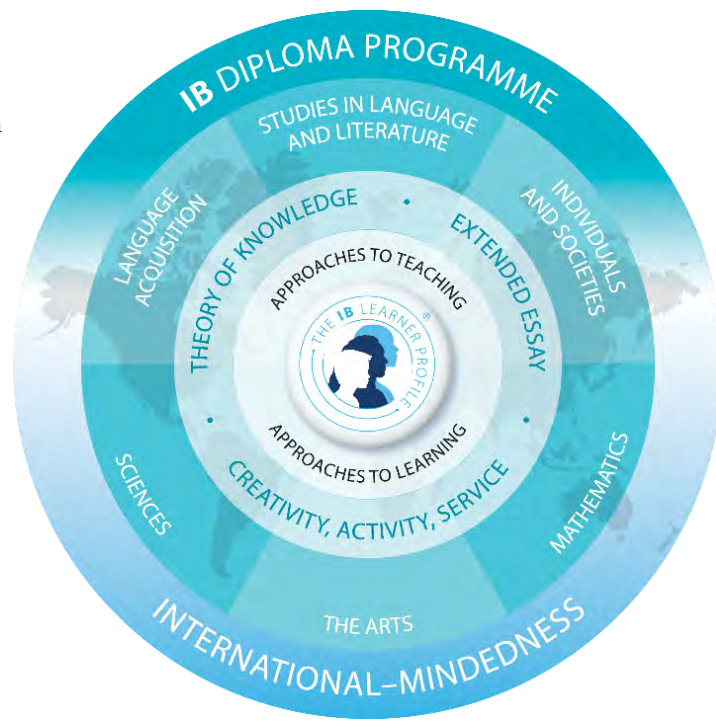 IB DIPLOMA PROGRAMME
STUDIES IN LANGUAGE
AND LITERATURE
LANGUAGE
ACQUISITION
INDIVIDUALS
AND SOCIETIES
THEORY OF KNOWLEDGE
•
EXTENDED ESSAY
•
APPROACHES TO TEACHING
THE IB LEARNER PROFILE
®
APPROACHES TO LEARNING
•
CREATIVITY, ACTIVITY, SERVICE
SCIENCES
MATHEMATICS
THE ARTS
INTERNATIONAL–MINDEDNESS